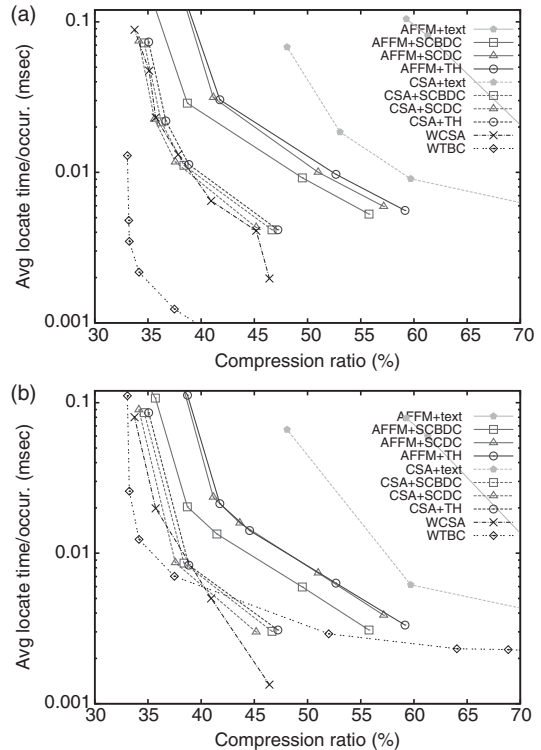 (a)
0.1
0.01
0.001
Avg locate time/occur. (msec)
AFFM+text
AFFM+SCBDC
AFFM+SCDC
AFFM+TH
CSA+text
CSA+SCBDC
CSA+SCDC
CSA+TH
WCSA
WTBC
30 35 40 45 50 55 60 65 70
Compression ratio (%)
(b)
0.1
0.01
0.001
Avg locate time/occur. (msec)
AFFM+text
AFFM+SCBDC
AFFM+SCDC
AFFM+TH
CSA+text
CSA+SCBDC
CSA+SCDC
CSA+TH
WCSA
WTBC
30 35 40 45 50 55 60 65 70
Compression ratio (%)